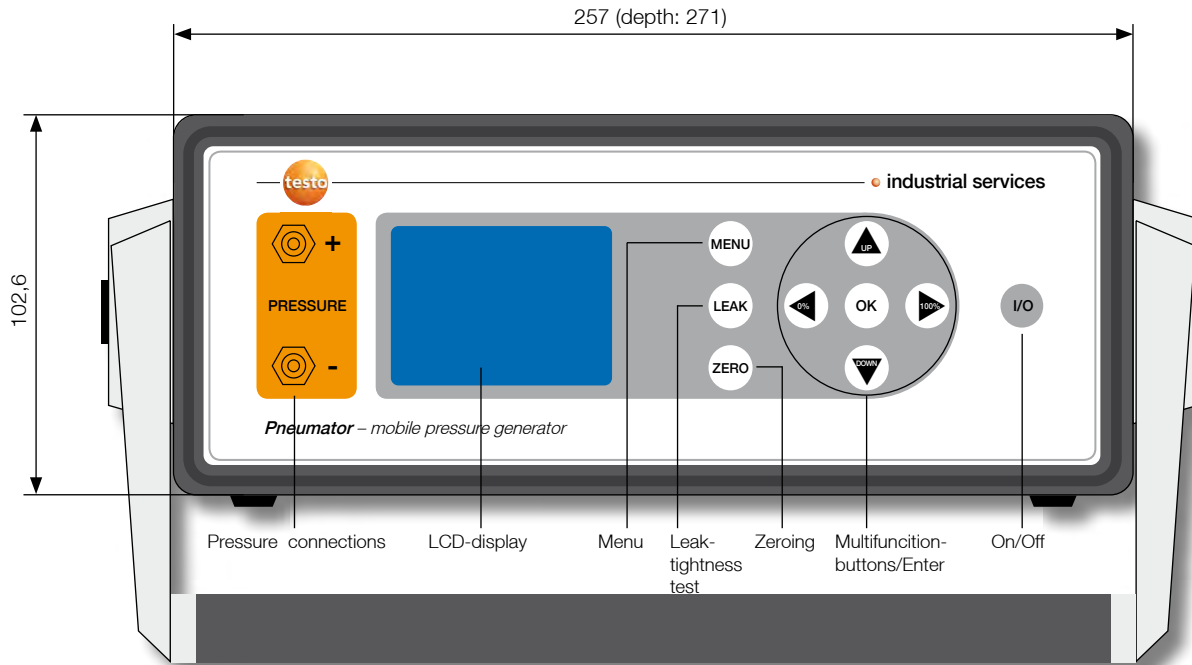 257 (depth: 271)
102,6
testo
industrial services
+
PRESSURE
-
MENU
LEAK
ZERO
UP
0%
OK
100%
DOWN
I/O
Pneumator – mobile pressure generator
Pressure connections
LCD-display
Menu
Leak-
tightness
test
Zeroing
Multifuncition-
buttons/Enter
On/Off